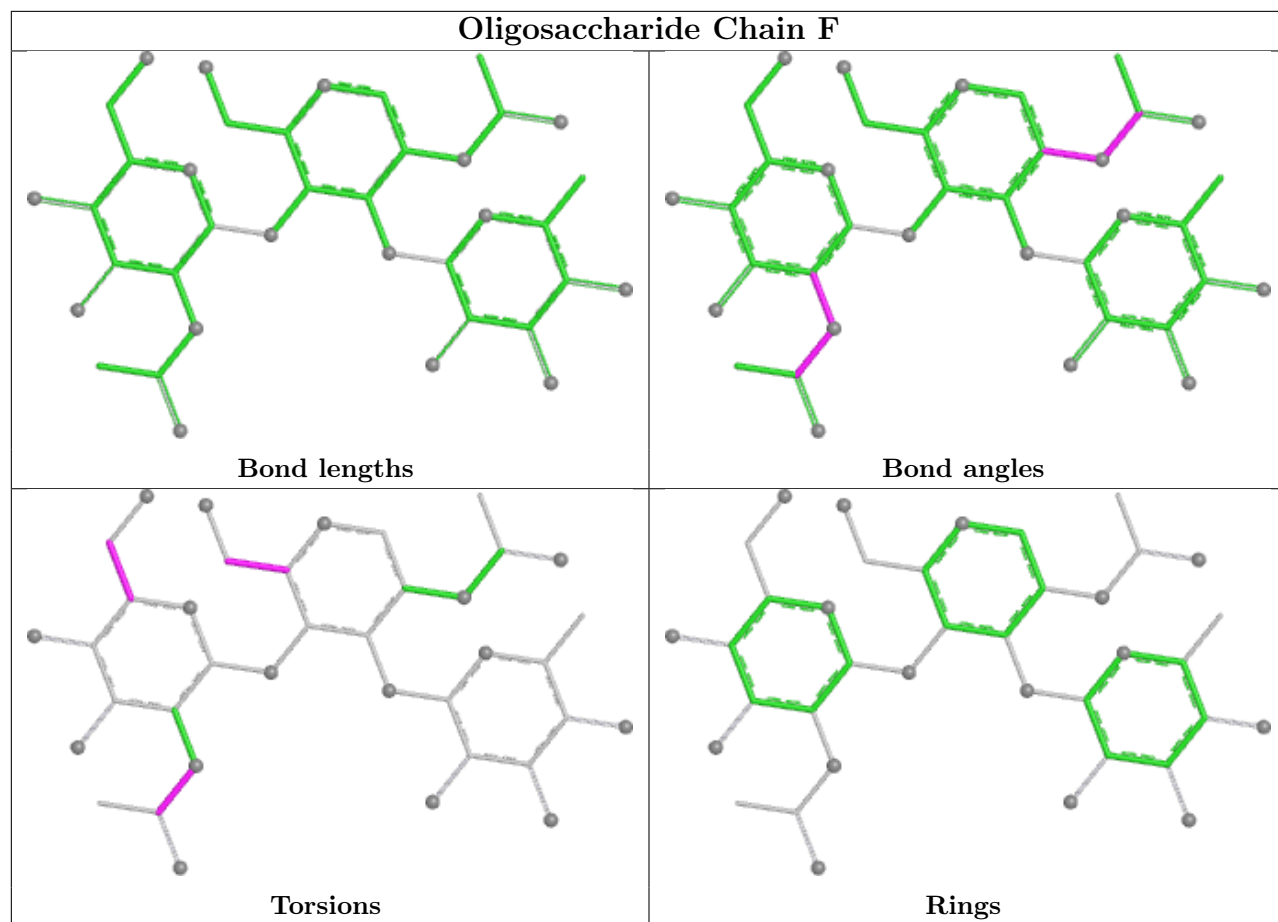 Oligosaccharide Chain F
Bond lengths
Bond angles
Torsions
Rings